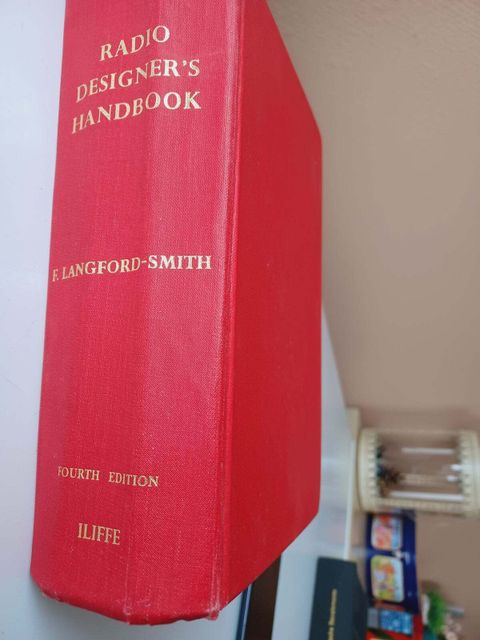 RADIO
DESIGNER'S
HANDBOOK
F. LANGFORD-SMITH
FOURTH EDITION
ILIFFE